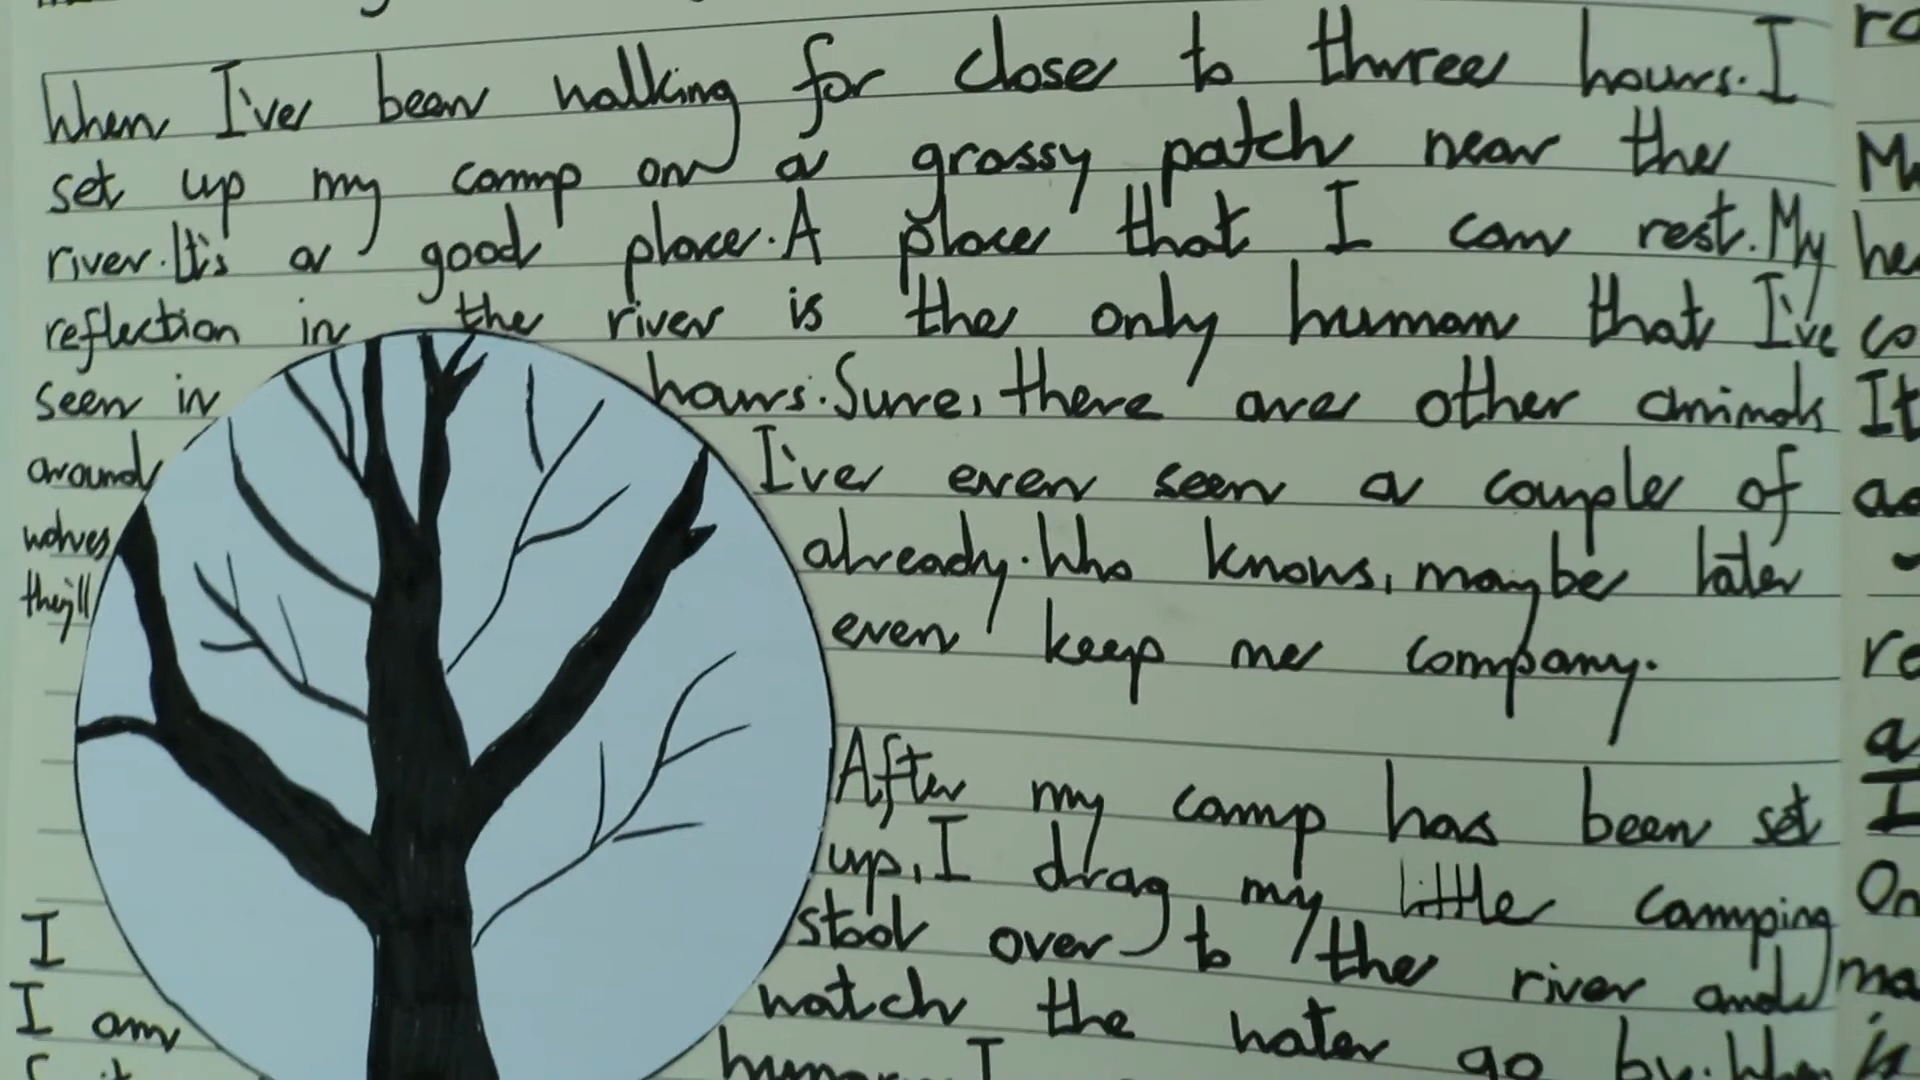 When I've been walking for close to three hours. I
set up my camp on a grassy patch near the
river. It's a good place. A place that I can rest. My
reflection in the river is the only human that I've
seen in hours. Sure, there are other animals
around I've even seen a couple of
wolves already. Who knows, maybe later
they'll even keep me company.
After my camp has been set
up, I drag my little camping
I stool over to the river and
I am watch the water go by. When